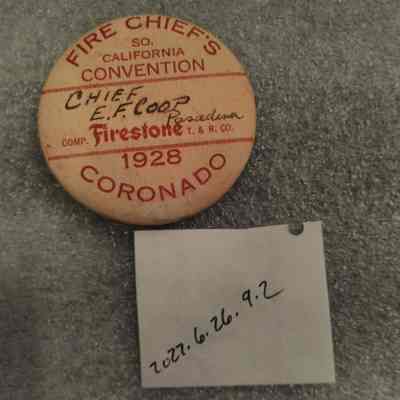 FIRE CHIEF'S
SO.
CALIFORNIA
CONVENTION
CHIEF
E. F. COOP
Pasadena
COMP. Firestone T. & R. CO.
1928
CORONADO
2022.6.26.9.2